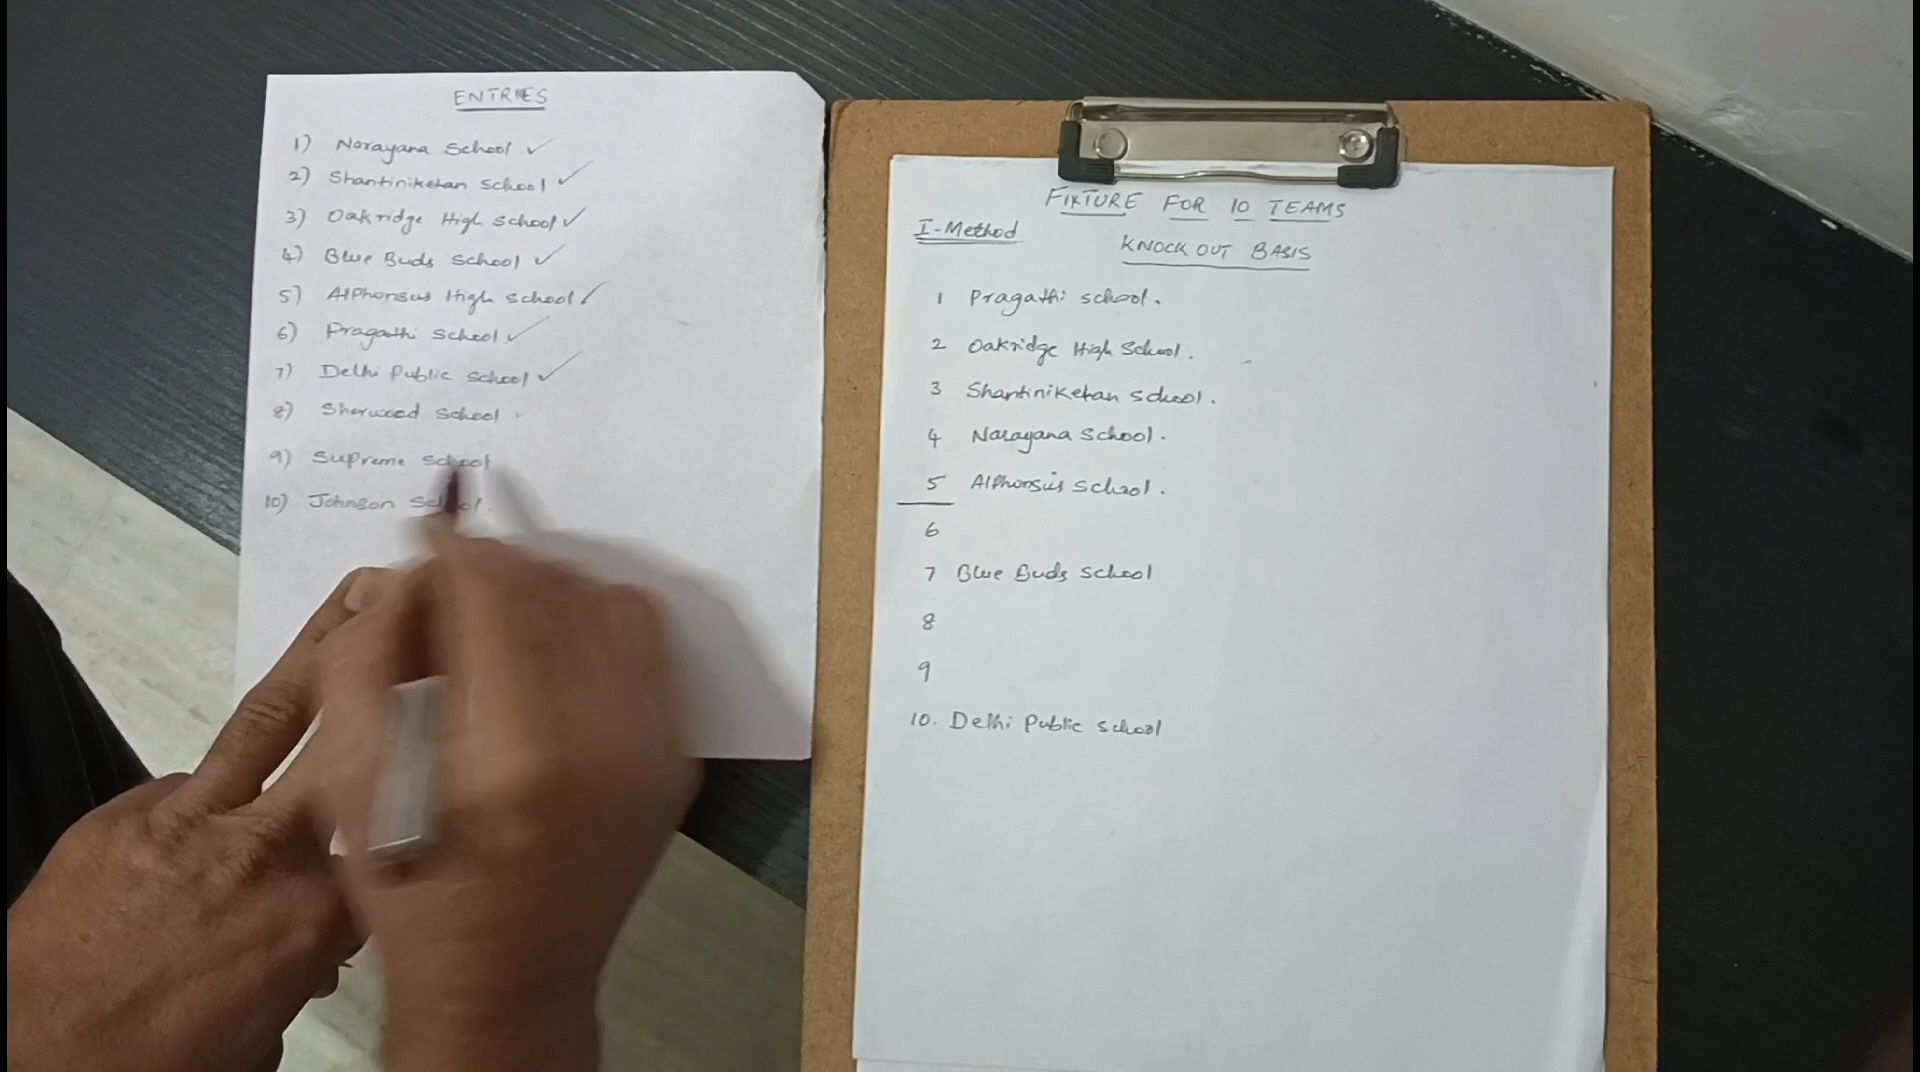 ENTRIES
1) Narayana School ✓
2) Shantiniketan School ✓
3) Oakridge High School ✓
4) Blue Buds School ✓
5) Alphonsus High School ✓
6) Pragathi School ✓
7) Delhi Public School ✓
8) Sherwood School
9) Supreme School
10) Johnson School.
FIXTURE FOR 10 TEAMS
I-Method
KNOCK OUT BASIS
1 Pragathi School.
2 Oakridge High School.
3 Shantiniketan School.
4 Narayana School.
5 Alphonsus School.
6
7 Blue Buds School
8
9
10. Delhi Public School